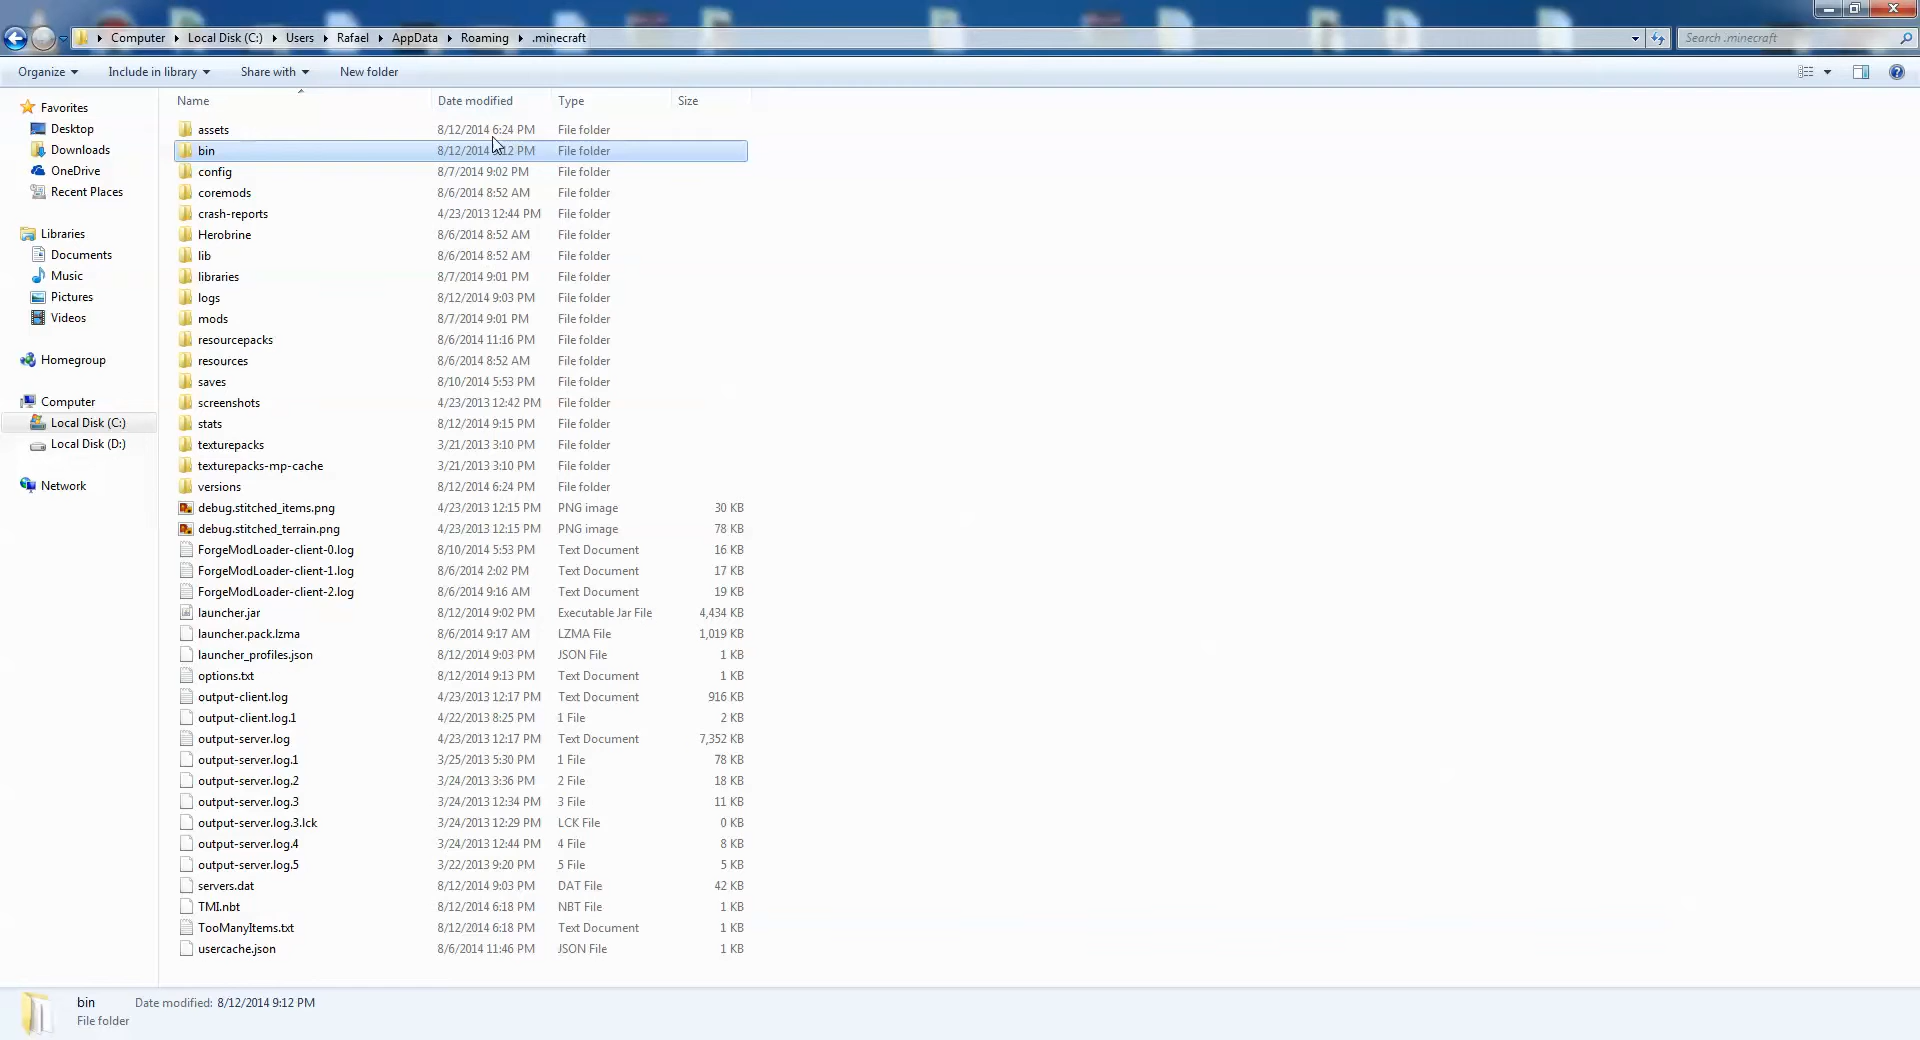 Computer Local Disk (C:) Users Rafael AppData Roaming .minecraft
Search .minecraft
Organize Include in library Share with New folder
Name Date modified Type Size
Favorites
Desktop
Downloads
OneDrive
Recent Places
Libraries
Documents
Music
Pictures
Videos
Homegroup
Computer
Local Disk (C:)
Local Disk (D:)
Network
assets 8/12/2014 6:24 PM File folder
bin 8/12/2014 9:12 PM File folder
config 8/7/2014 9:02 PM File folder
coremods 8/6/2014 8:52 AM File folder
crash-reports 4/23/2013 12:44 PM File folder
Herobrine 8/6/2014 8:52 AM File folder
lib 8/6/2014 8:52 AM File folder
libraries 8/7/2014 9:01 PM File folder
logs 8/12/2014 9:03 PM File folder
mods 8/7/2014 9:01 PM File folder
resourcepacks 8/6/2014 11:16 PM File folder
resources 8/6/2014 8:52 AM File folder
saves 8/10/2014 5:53 PM File folder
screenshots 4/23/2013 12:42 PM File folder
stats 8/12/2014 9:15 PM File folder
texturepacks 3/21/2013 3:10 PM File folder
texturepacks-mp-cache 3/21/2013 3:10 PM File folder
versions 8/12/2014 6:24 PM File folder
debug.stitched_items.png 4/23/2013 12:15 PM PNG image 30 KB
debug.stitched_terrain.png 4/23/2013 12:15 PM PNG image 78 KB
ForgeModLoader-client-0.log 8/10/2014 5:53 PM Text Document 16 KB
ForgeModLoader-client-1.log 8/6/2014 2:02 PM Text Document 17 KB
ForgeModLoader-client-2.log 8/6/2014 9:16 AM Text Document 19 KB
launcher.jar 8/12/2014 9:02 PM Executable Jar File 4,434 KB
launcher.pack.lzma 8/6/2014 9:17 AM LZMA File 1,019 KB
launcher_profiles.json 8/12/2014 9:03 PM JSON File 1 KB
options.txt 8/12/2014 9:13 PM Text Document 1 KB
output-client.log 4/23/2013 12:17 PM Text Document 916 KB
output-client.log.1 4/22/2013 8:25 PM 1 File 2 KB
output-server.log 4/23/2013 12:17 PM Text Document 7,352 KB
output-server.log.1 3/25/2013 5:30 PM 1 File 78 KB
output-server.log.2 3/24/2013 3:36 PM 2 File 18 KB
output-server.log.3 3/24/2013 12:34 PM 3 File 11 KB
output-server.log.3.lck 3/24/2013 12:29 PM LCK File 0 KB
output-server.log.4 3/24/2013 12:44 PM 4 File 8 KB
output-server.log.5 3/22/2013 9:20 PM 5 File 5 KB
servers.dat 8/12/2014 9:03 PM DAT File 42 KB
TMI.nbt 8/12/2014 6:18 PM NBT File 1 KB
TooManyItems.txt 8/12/2014 6:18 PM Text Document 1 KB
usercache.json 8/6/2014 11:46 PM JSON File 1 KB
bin Date modified: 8/12/2014 9:12 PM
File folder